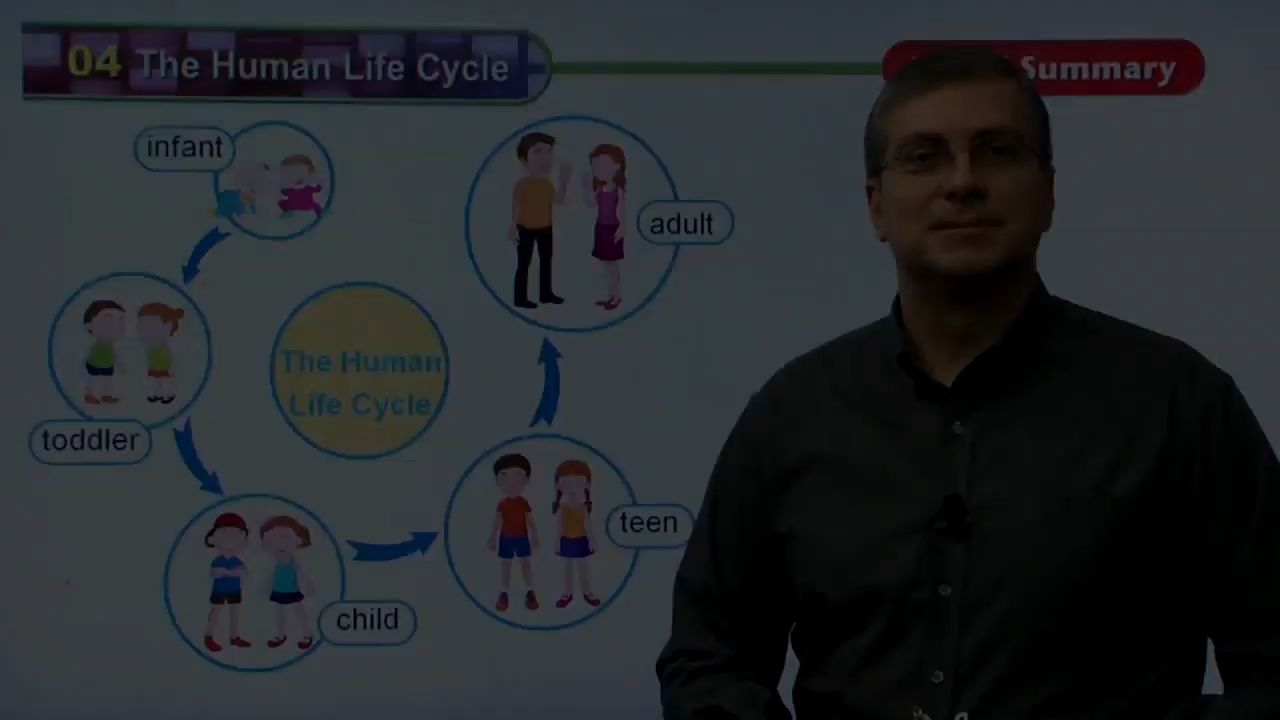 04 The Human Life Cycle
Summary
infant
adult
The Human
Life Cycle
toddler
teen
child